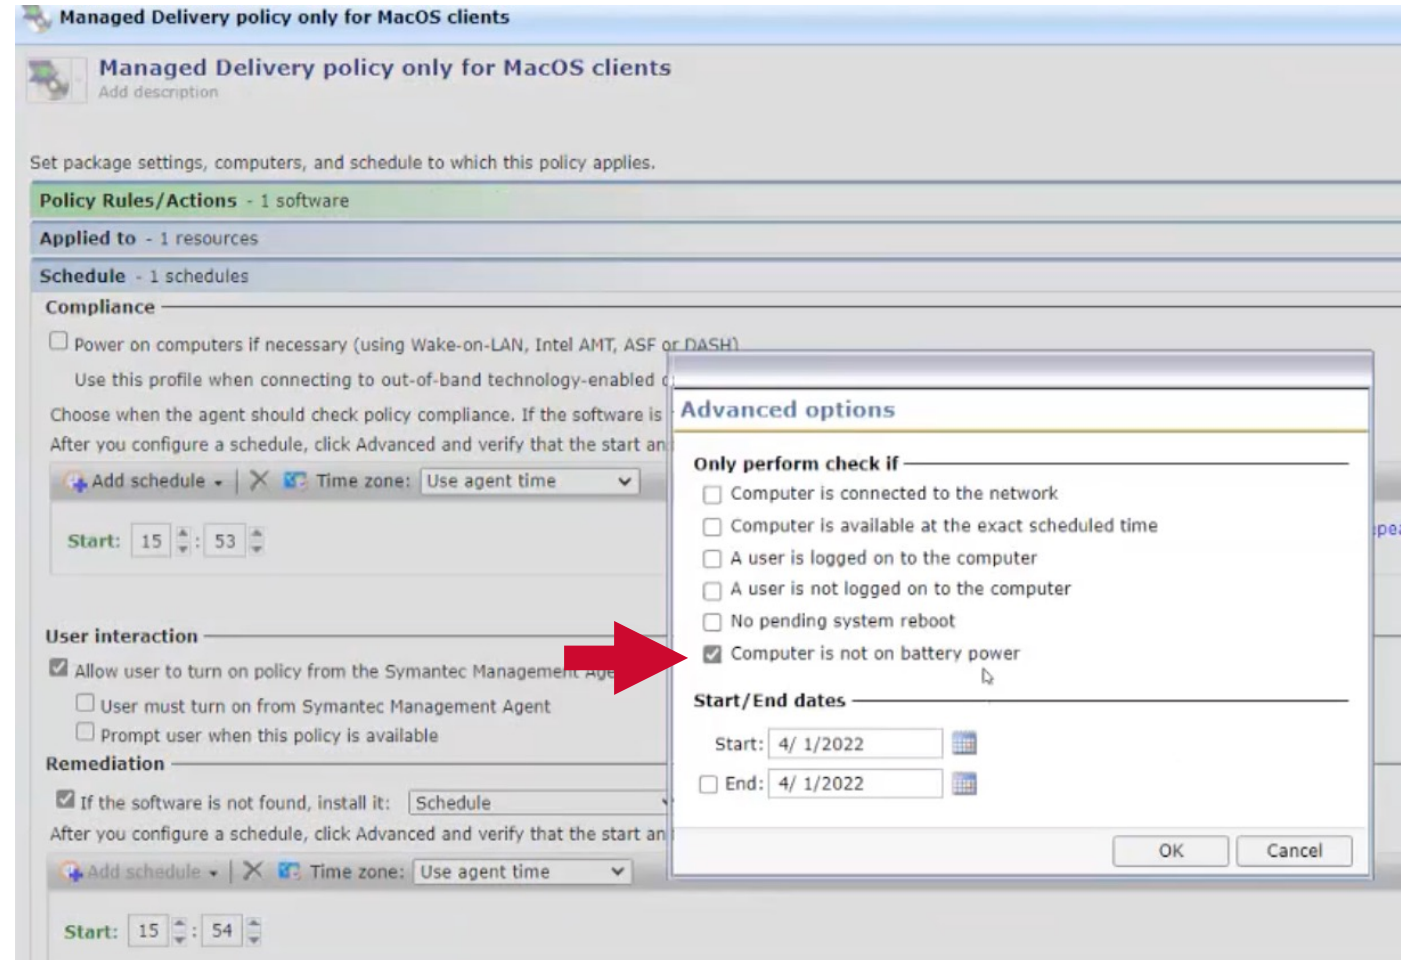 Managed Delivery policy only for MacOS clients
Managed Delivery policy only for MacOS clients
Add description
Set package settings, computers, and schedule to which this policy applies.
Policy Rules/Actions - 1 software
Applied to - 1 resources
Schedule - 1 schedules
Compliance
Power on computers if necessary (using Wake-on-LAN, Intel AMT, ASF or DASH)
Use this profile when connecting to out-of-band technology-enabled
Choose when the agent should check policy compliance. If the software is
After you configure a schedule, click Advanced and verify that the start an
Add schedule Time zone: Use agent time
Start: 15 : 53
User interaction
Allow user to turn on policy from the Symantec Management Age
User must turn on from Symantec Management Agent
Prompt user when this policy is available
Remediation
If the software is not found, install it: Schedule
After you configure a schedule, click Advanced and verify that the start an
Add schedule Time zone: Use agent time
Start: 15 : 54
Advanced options
Only perform check if
Computer is connected to the network
Computer is available at the exact scheduled time
A user is logged on to the computer
A user is not logged on to the computer
No pending system reboot
Computer is not on battery power
Start/End dates
Start: 4/ 1/2022
End: 4/ 1/2022
OK Cancel